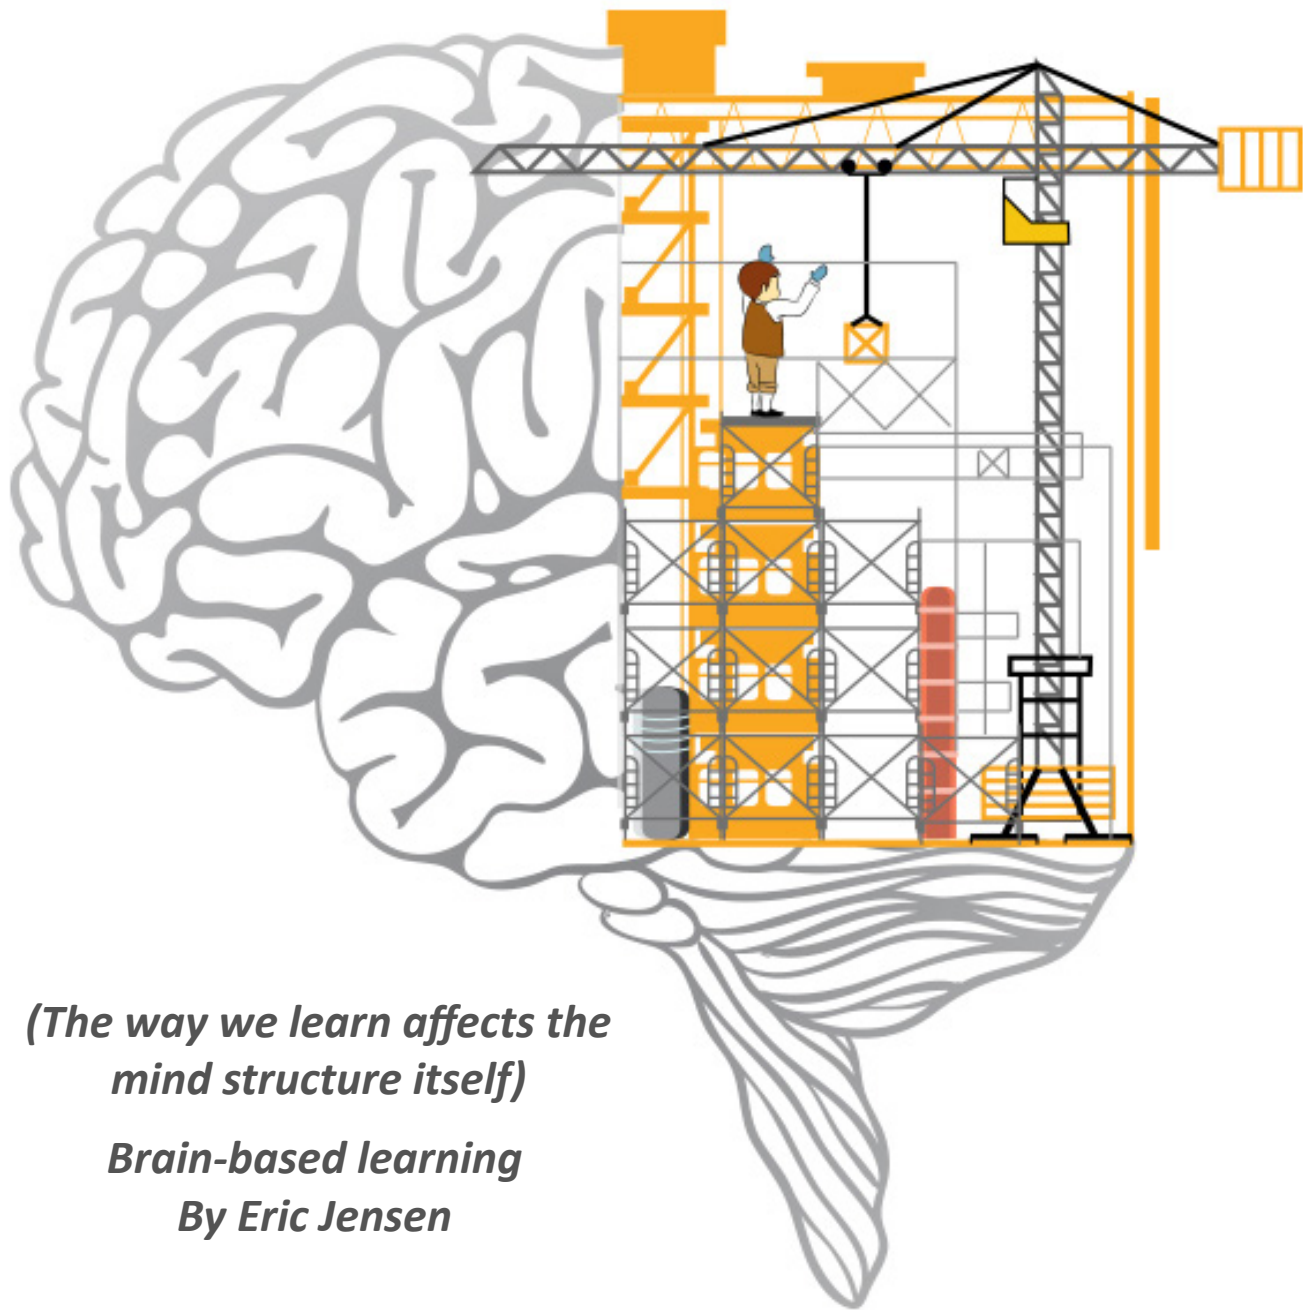 (The way we learn affects the
mind structure itself)
Brain-based learning
By Eric Jensen